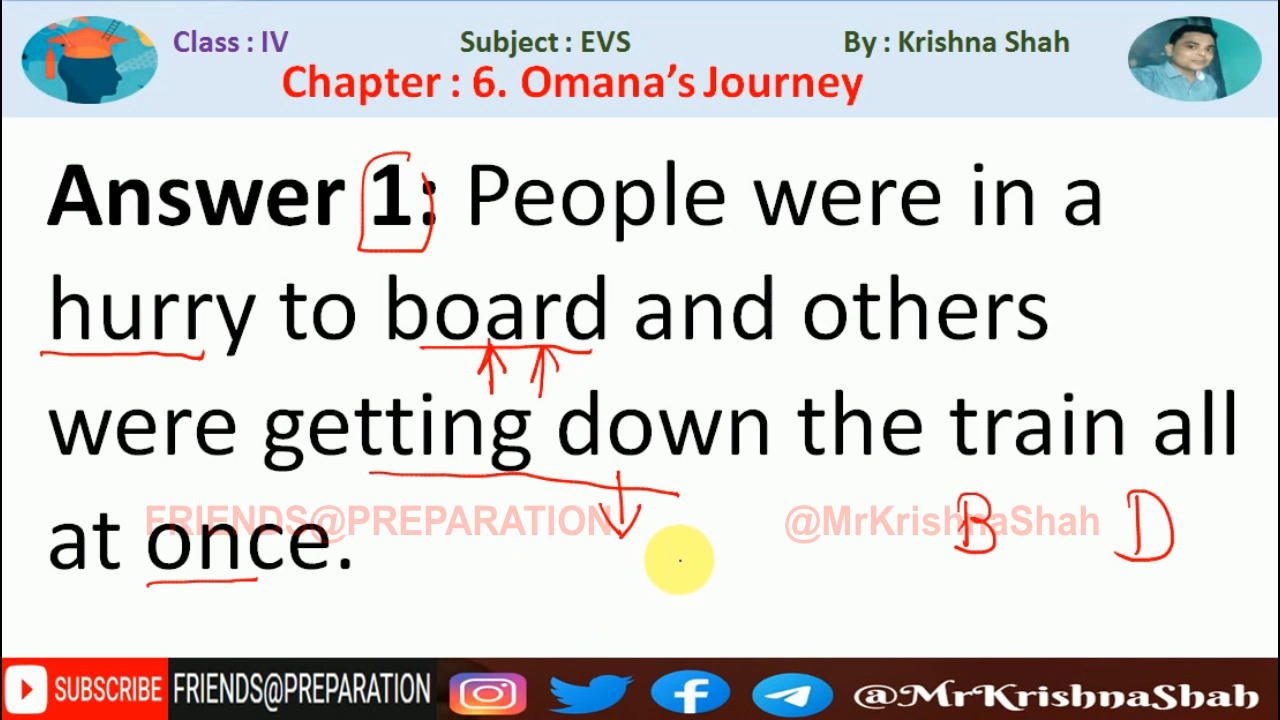 Class : IV
Subject : EVS
By : Krishna Shah
Chapter : 6. Omana's Journey
Answer 1: People were in a
hurry to board and others
were getting down the train all
at once.
FRIENDS@PREPARATION
@MrKrishnaShah
B D
SUBSCRIBE FRIENDS@PREPARATION @MrKrishnaShah